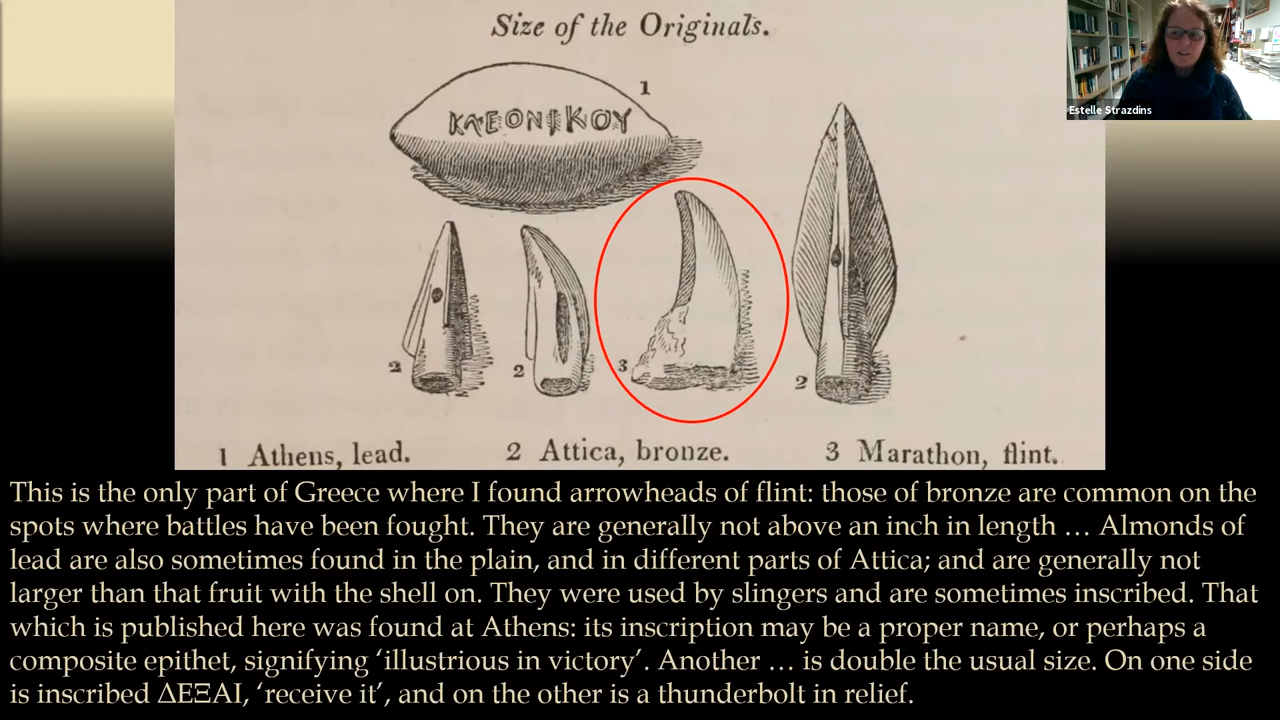 Size of the Originals.
Estelle Strazdins
1
ΚΛΕΟΝΙΚΟΥ
2
2
3
2
1 Athens, lead.
2 Attica, bronze.
3 Marathon, flint.
This is the only part of Greece where I found arrowheads of flint: those of bronze are common on the
spots where battles have been fought. They are generally not above an inch in length … Almonds of
lead are also sometimes found in the plain, and in different parts of Attica; and are generally not
larger than that fruit with the shell on. They were used by slingers and are sometimes inscribed. That
which is published here was found at Athens: its inscription may be a proper name, or perhaps a
composite epithet, signifying ‘illustrious in victory’. Another … is double the usual size. On one side
is inscribed ΔΕΞΑΙ, ‘receive it’, and on the other is a thunderbolt in relief.